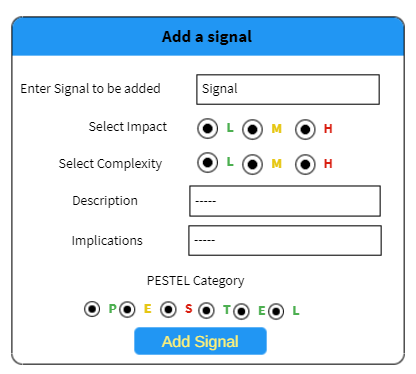 Add a signal
Enter Signal to be added Signal
Select Impact L M H
Select Complexity L M H
Description -----
Implications -----
PESTEL Category
P E S T E L
Add Signal